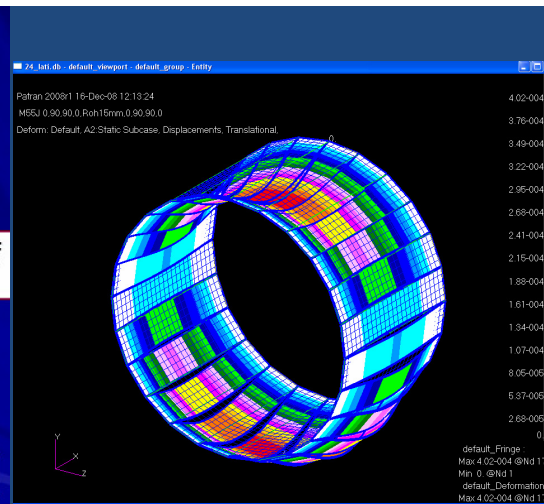 24_lati.db - default_viewport - default_group - Entity
Patran 2008r1 16-Dec-08 12:13:24
M55J 0,90,90,0,Roh15mm,0,90,90,0
Deform: Default, A2:Static Subcase, Displacements, Translational,
0
4.02-004
3.76-004
3.49-004
3.22-004
2.95-004
2.68-004
2.41-004
2.15-004
1.88-004
1.61-004
1.34-004
1.07-004
8.05-005
5.37-005
2.68-005
0.
Y
X
Z
default_Fringe :
Max 4.02-004 @Nd 1
Min 0. @Nd 1
default_Deformation
Max 4.02-004 @Nd 1